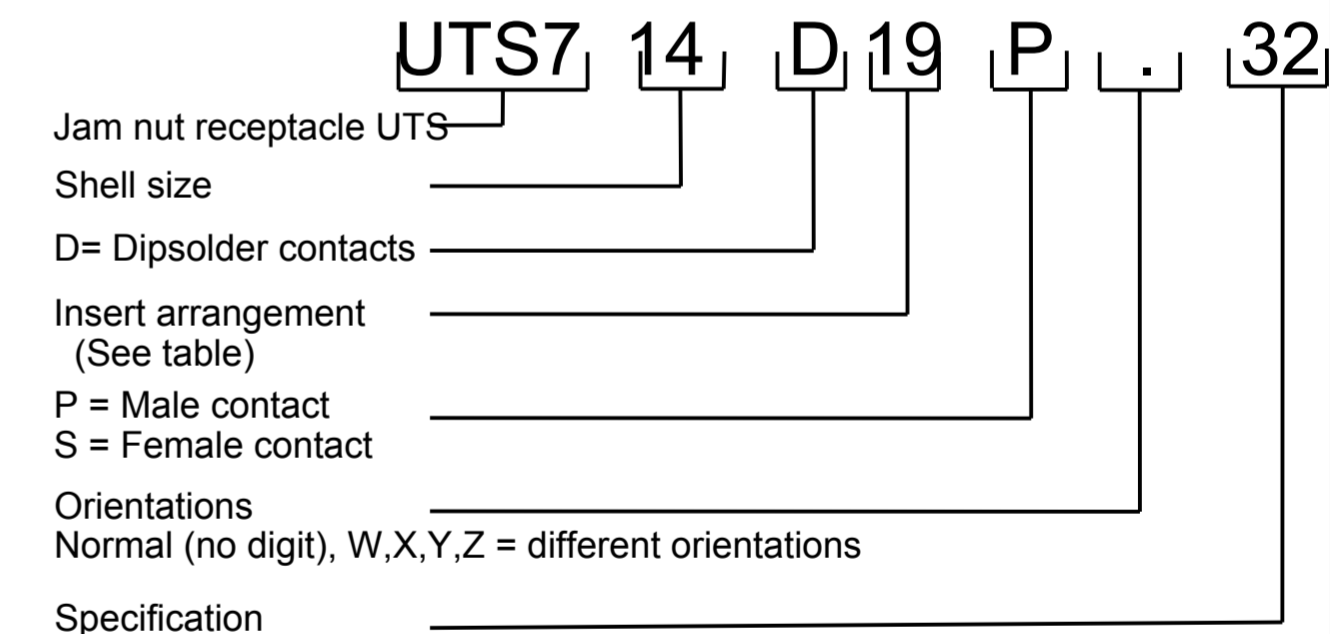 UTS7 14 D 19 P . 32
Jam nut receptacle UTS
Shell size
D= Dipsolder contacts
Insert arrangement
(See table)
P = Male contact
S = Female contact
Orientations
Normal (no digit), W,X,Y,Z = different orientations
Specification